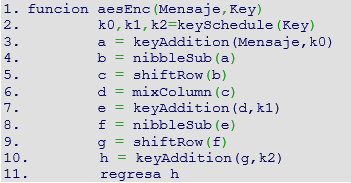 1. funcion aesEnc(Mensaje,Key)
2. k0,k1,k2=keySchedule(Key)
3. a = keyAddition(Mensaje,k0)
4. b = nibbleSub(a)
5. c = shiftRow(b)
6. d = mixColumn(c)
7. e = keyAddition(d,k1)
8. f = nibbleSub(e)
9. g = shiftRow(f)
10. h = keyAddition(g,k2)
11. regresa h